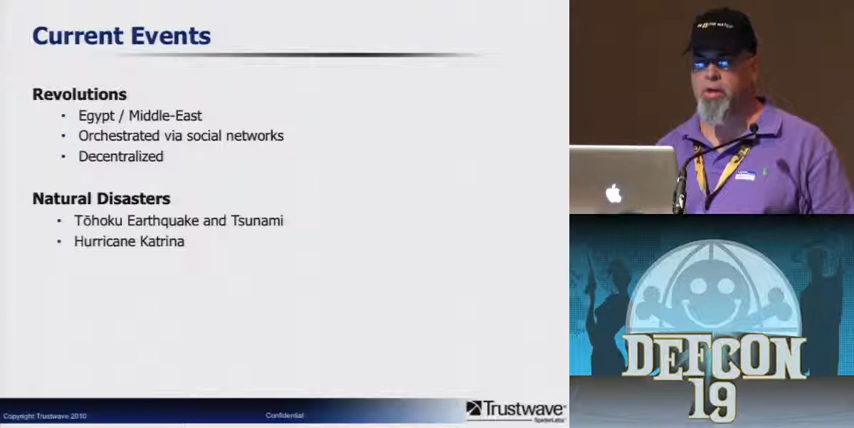 Current Events
Revolutions
• Egypt / Middle-East
• Orchestrated via social networks
• Decentralized
Natural Disasters
• Tōhoku Earthquake and Tsunami
• Hurricane Katrina
Copyright Trustwave 2010
Confidential
Trustwave
SpiderLabs
DEFCON
19